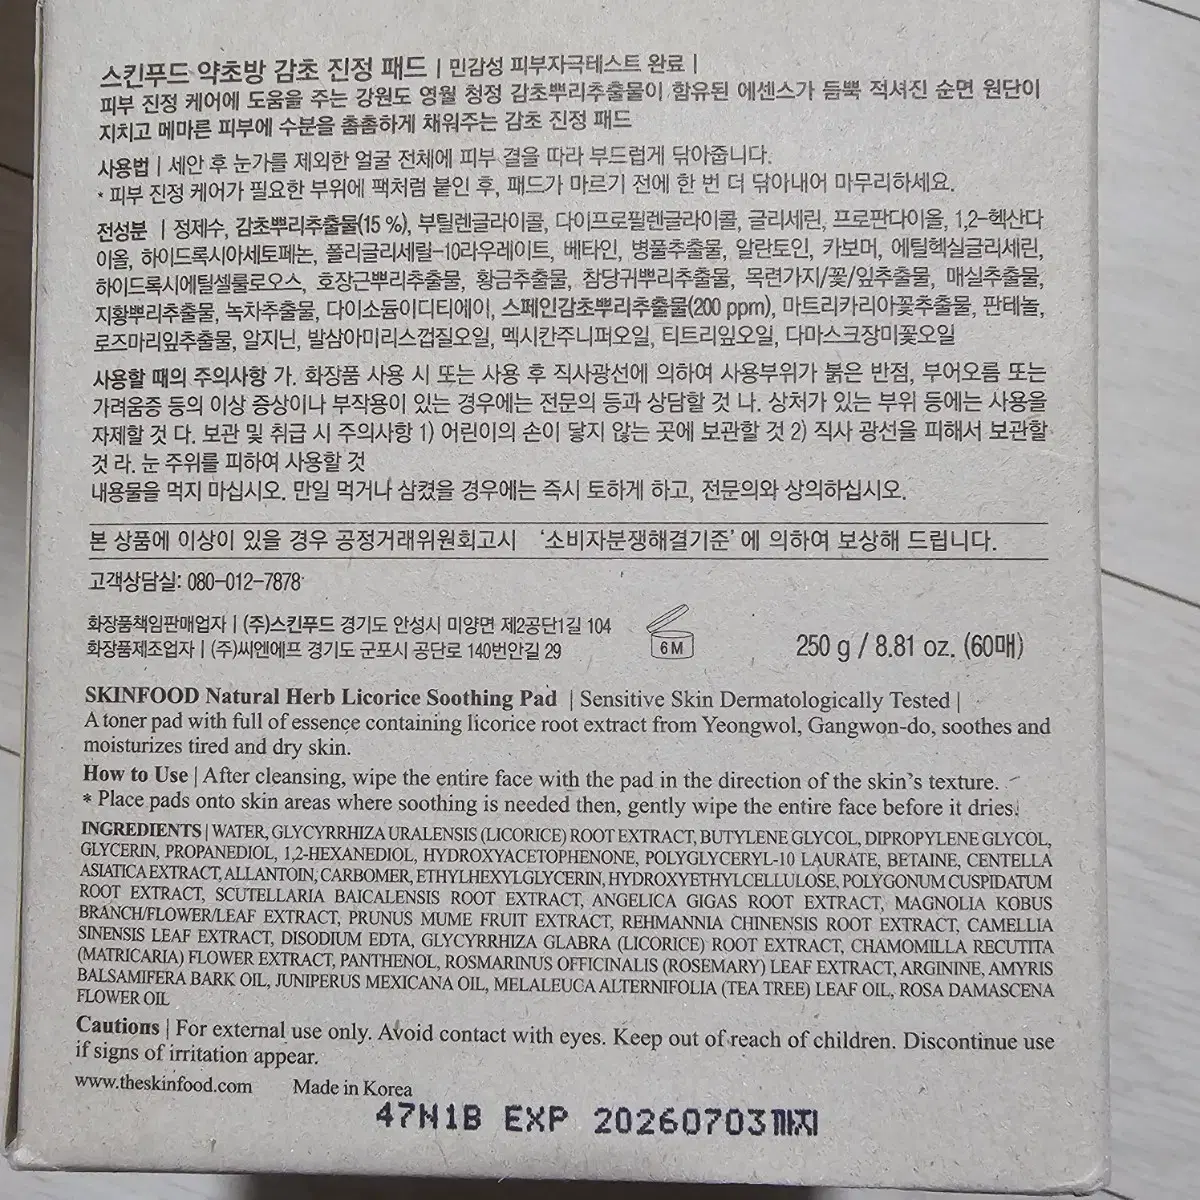 스킨푸드 약초방 감초 진정 패드 | 민감성 피부자극테스트 완료 |
피부 진정 케어에 도움을 주는 강원도 영월 청정 감초뿌리추출물이 함유된 에센스가 듬뿍 적셔진 순면 원단이
지치고 메마른 피부에 수분을 촘촘하게 채워주는 감초 진정 패드
사용법 | 세안 후 눈가를 제외한 얼굴 전체에 피부 결을 따라 부드럽게 닦아줍니다.
* 피부 진정 케어가 필요한 부위에 팩처럼 붙인 후, 패드가 마르기 전에 한 번 더 닦아내어 마무리하세요.
전성분 | 정제수, 감초뿌리추출물(15 %), 부틸렌글라이콜, 다이프로필렌글라이콜, 글리세린, 프로판다이올, 1,2-헥산다
이올, 하이드록시아세토페논, 폴리글리세릴-10라우레이트, 베타인, 병풀추출물, 알란토인, 카보머, 에틸헥실글리세린,
하이드록시에틸셀룰로오스, 호장근뿌리추출물, 황금추출물, 참당귀뿌리추출물, 목련가지/꽃/잎추출물, 매실추출물,
지황뿌리추출물, 녹차추출물, 다이소듐이디티에이, 스페인감초뿌리추출물(200 ppm), 마트리카리아꽃추출물, 판테놀,
로즈마리잎추출물, 알지닌, 발삼아미리스껍질오일, 멕시칸주니퍼오일, 티트리잎오일, 다마스크장미꽃오일
사용할 때의 주의사항 가. 화장품 사용 시 또는 사용 후 직사광선에 의하여 사용부위가 붉은 반점, 부어오름 또는
가려움증 등의 이상 증상이나 부작용이 있는 경우에는 전문의 등과 상담할 것 나. 상처가 있는 부위 등에는 사용을
자제할 것 다. 보관 및 취급 시 주의사항 1) 어린이의 손이 닿지 않는 곳에 보관할 것 2) 직사 광선을 피해서 보관할
것 라. 눈 주위를 피하여 사용할 것
내용물을 먹지 마십시오. 만일 먹거나 삼켰을 경우에는 즉시 토하게 하고, 전문의와 상의하십시오.
본 상품에 이상이 있을 경우 공정거래위원회고시 '소비자분쟁해결기준'에 의하여 보상해 드립니다.
고객상담실: 080-012-7878
화장품책임판매업자 | (주)스킨푸드 경기도 안성시 미양면 제2공단1길 104
화장품제조업자 | (주)씨엔에프 경기도 군포시 공단로 140번안길 29
6M
250 g / 8.81 oz. (60매)
SKINFOOD Natural Herb Licorice Soothing Pad | Sensitive Skin Dermatologically Tested |
A toner pad with full of essence containing licorice root extract from Yeongwol, Gangwon-do, soothes and
moisturizes tired and dry skin.
How to Use | After cleansing, wipe the entire face with the pad in the direction of the skin's texture.
* Place pads onto skin areas where soothing is needed then, gently wipe the entire face before it dries.
INGREDIENTS | WATER, GLYCYRRHIZA URALENSIS (LICORICE) ROOT EXTRACT, BUTYLENE GLYCOL, DIPROPYLENE GLYCOL,
GLYCERIN, PROPANEDIOL, 1,2-HEXANEDIOL, HYDROXYACETOPHENONE, POLYGLYCERYL-10 LAURATE, BETAINE, CENTELLA
ASIATICA EXTRACT, ALLANTOIN, CARBOMER, ETHYLHEXYLGLYCERIN, HYDROXYETHYLCELLULOSE, POLYGONUM CUSPIDATUM
ROOT EXTRACT, SCUTELLARIA BAICALENSIS ROOT EXTRACT, ANGELICA GIGAS ROOT EXTRACT, MAGNOLIA KOBUS
BRANCH/FLOWER/LEAF EXTRACT, PRUNUS MUME FRUIT EXTRACT, REHMANNIA CHINENSIS ROOT EXTRACT, CAMELLIA
SINENSIS LEAF EXTRACT, DISODIUM EDTA, GLYCYRRHIZA GLABRA (LICORICE) ROOT EXTRACT, CHAMOMILLA RECUTITA
(MATRICARIA) FLOWER EXTRACT, PANTHENOL, ROSMARINUS OFFICINALIS (ROSEMARY) LEAF EXTRACT, ARGININE, AMYRIS
BALSAMIFERA BARK OIL, JUNIPERUS MEXICANA OIL, MELALEUCA ALTERNIFOLIA (TEA TREE) LEAF OIL, ROSA DAMASCENA
FLOWER OIL
Cautions | For external use only. Avoid contact with eyes. Keep out of reach of children. Discontinue use
if signs of irritation appear.
www.theskinfood.com Made in Korea
47N1B EXP 20260703까지